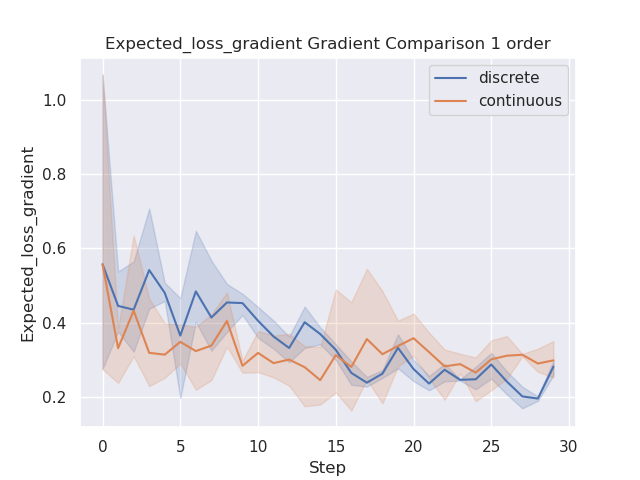 Expected_loss_gradient Gradient Comparison 1 order
discrete
continuous
Expected_loss_gradient
1.0
0.8
0.6
0.4
0.2
0 5 10 15 20 25 30
Step